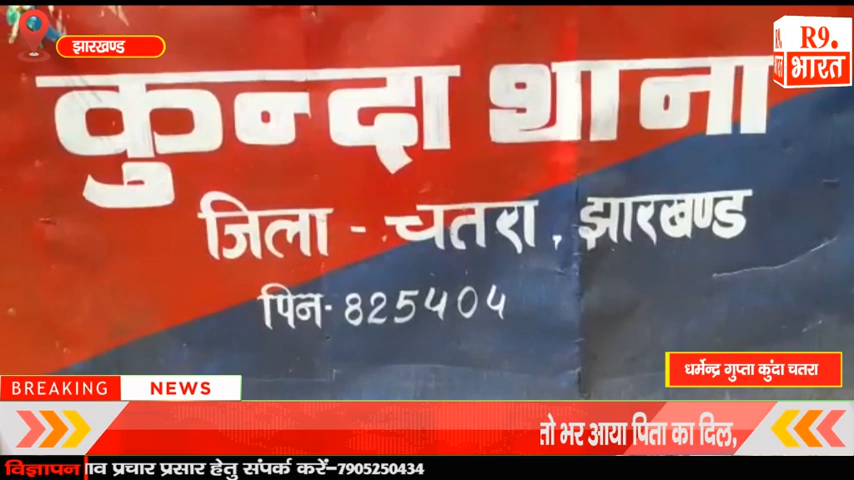 झारखण्ड
R9.
भारत
कुन्दा थाना
जिला - चतरा, झारखण्ड
पिन- 825404
धर्मेन्द्र गुप्ता कुंदा चतरा
BREAKING NEWS
तो भर आया पिता का दिल,
विज्ञापन प्रचार प्रसार हेतु संपर्क करें-7905250434